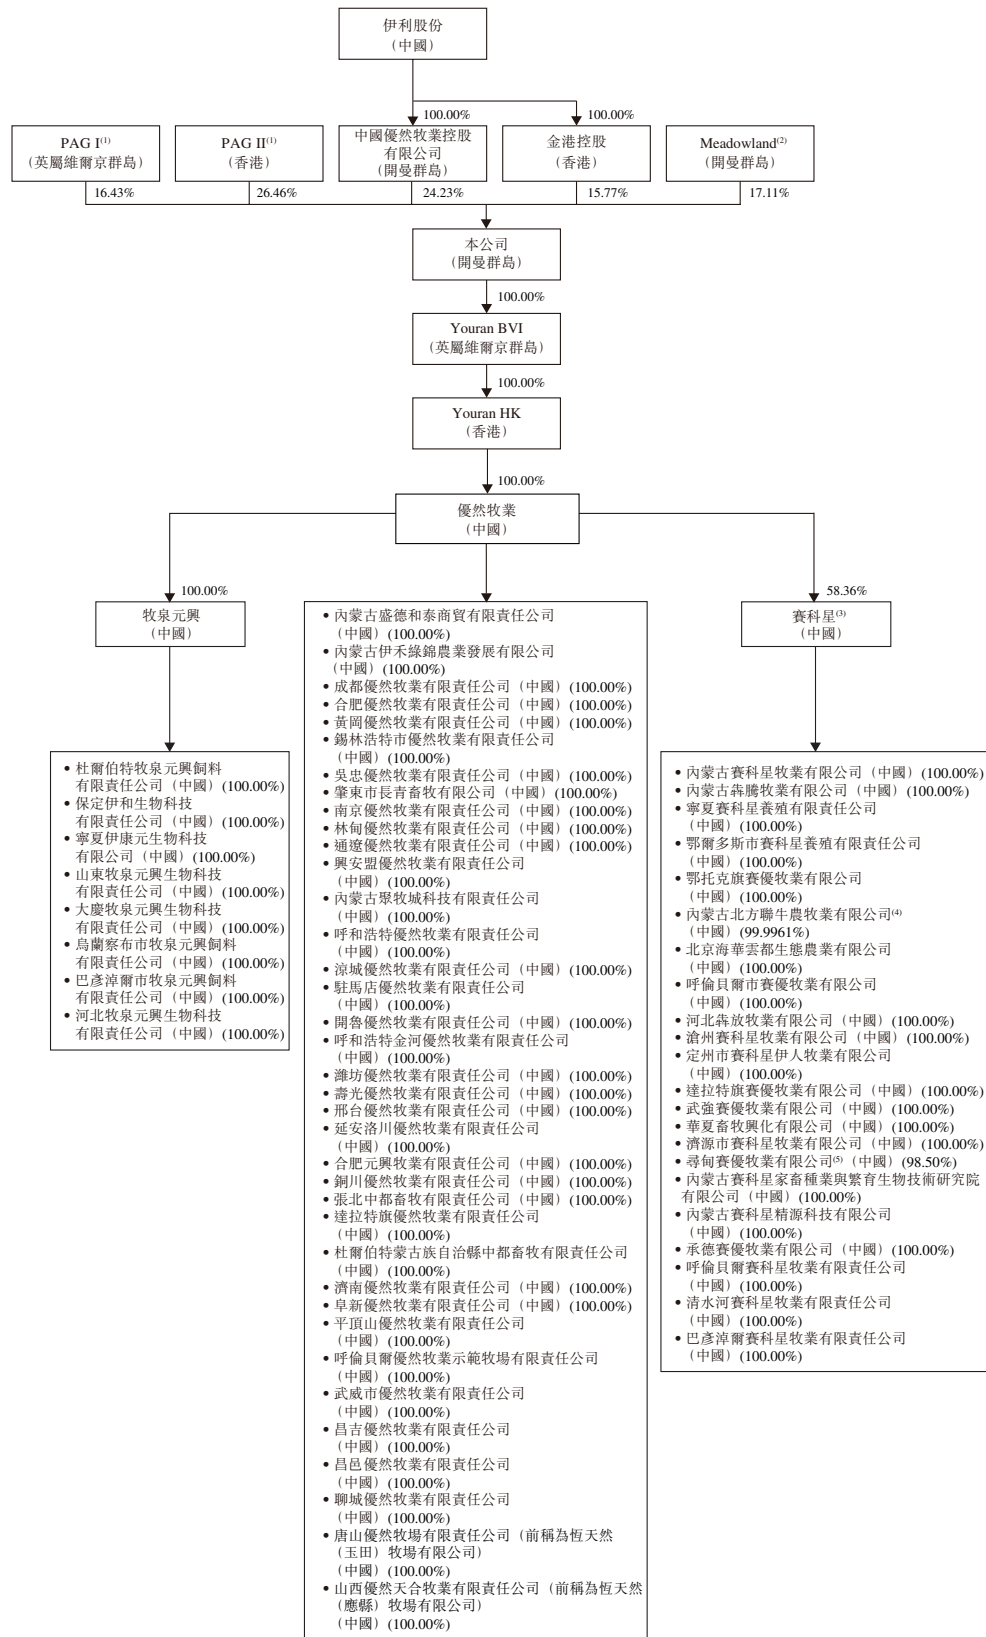 伊利股份
（中國）
100.00%
100.00%
PAG I(1)
（英屬維爾京群島）
PAG II(1)
（香港）
中國優然牧業控股
有限公司
（開曼群島）
金港控股
（香港）
Meadowland(2)
（開曼群島）
16.43%
26.46%
24.23%
15.77%
17.11%
本公司
（開曼群島）
100.00%
Youran BVI
（英屬維爾京群島）
100.00%
Youran HK
（香港）
100.00%
優然牧業
（中國）
100.00%
58.36%
牧泉元興
（中國）
• 杜爾伯特牧泉元興飼料
有限責任公司（中國）(100.00%)
• 保定伊和生物科技
有限責任公司（中國）(100.00%)
• 寧夏伊康元生物科技
有限公司（中國）(100.00%)
• 山東牧泉元興生物科技
有限責任公司（中國）(100.00%)
• 大慶牧泉元興生物科技
有限責任公司（中國）(100.00%)
• 烏蘭察布市牧泉元興飼料
有限責任公司（中國）(100.00%)
• 巴彥淖爾市牧泉元興飼料
有限責任公司（中國）(100.00%)
• 河北牧泉元興生物科技
有限責任公司（中國）(100.00%)
• 內蒙古盛德和泰商貿有限責任公司
（中國）(100.00%)
• 內蒙古伊禾綠錦農業發展有限公司
（中國）(100.00%)
• 成都優然牧業有限責任公司（中國）(100.00%)
• 合肥優然牧業有限責任公司（中國）(100.00%)
• 黃岡優然牧業有限責任公司（中國）(100.00%)
• 錫林浩特市優然牧業有限責任公司
（中國）(100.00%)
• 吳忠優然牧業有限責任公司（中國）(100.00%)
• 肇東市長青畜牧有限公司（中國）(100.00%)
• 南京優然牧業有限責任公司（中國）(100.00%)
• 林甸優然牧業有限責任公司（中國）(100.00%)
• 通遼優然牧業有限責任公司（中國）(100.00%)
• 興安盟優然牧業有限責任公司
（中國）(100.00%)
• 內蒙古聚牧城科技有限責任公司
（中國）(100.00%)
• 呼和浩特優然牧業有限責任公司
（中國）(100.00%)
• 涼城優然牧業有限責任公司（中國）(100.00%)
• 駐馬店優然牧業有限責任公司
（中國）(100.00%)
• 開魯優然牧業有限責任公司（中國）(100.00%)
• 呼和浩特金河優然牧業有限責任公司
（中國）(100.00%)
• 濰坊優然牧業有限責任公司（中國）(100.00%)
• 壽光優然牧業有限責任公司（中國）(100.00%)
• 邢台優然牧業有限責任公司（中國）(100.00%)
• 延安洛川優然牧業有限責任公司
（中國）(100.00%)
• 合肥元興牧業有限責任公司（中國）(100.00%)
• 銅川優然牧業有限責任公司（中國）(100.00%)
• 張北中都畜牧有限責任公司（中國）(100.00%)
• 達拉特旗優然牧業有限責任公司
（中國）(100.00%)
• 杜爾伯特蒙古族自治縣中都畜牧有限責任公司
（中國）(100.00%)
• 濟南優然牧業有限責任公司（中國）(100.00%)
• 阜新優然牧業有限責任公司（中國）(100.00%)
• 平頂山優然牧業有限責任公司
（中國）(100.00%)
• 呼倫貝爾優然牧業示範牧場有限責任公司
（中國）(100.00%)
• 武威市優然牧業有限責任公司
（中國）(100.00%)
• 昌吉優然牧業有限責任公司
（中國）(100.00%)
• 昌邑優然牧業有限責任公司
（中國）(100.00%)
• 聊城優然牧業有限責任公司
（中國）(100.00%)
• 唐山優然牧場有限責任公司（前稱為恆天然
（玉田）牧場有限公司）
（中國）(100.00%)
• 山西優然天合牧業有限責任公司（前稱為恆天然
（應縣）牧場有限公司）
（中國）(100.00%)
賽科星(3)
（中國）
• 內蒙古賽科星牧業有限公司（中國）(100.00%)
• 內蒙古犇騰牧業有限公司（中國）(100.00%)
• 寧夏賽科星養殖有限責任公司
（中國）(100.00%)
• 鄂爾多斯市賽科星養殖有限責任公司
（中國）(100.00%)
• 鄂托克旗賽優牧業有限公司
（中國）(100.00%)
• 內蒙古北方聯牛農牧業有限公司(4)
（中國）(99.9961%)
• 北京海華雲都生態農業有限公司
（中國）(100.00%)
• 呼倫貝爾市賽優牧業有限公司
（中國）(100.00%)
• 河北犇放牧業有限公司（中國）(100.00%)
• 滄州賽科星牧業有限公司（中國）(100.00%)
• 定州市賽科星伊人牧業有限公司
（中國）(100.00%)
• 達拉特旗賽優牧業有限公司（中國）(100.00%)
• 武強賽優牧業有限公司（中國）(100.00%)
• 華夏畜牧興化有限公司（中國）(100.00%)
• 濟源市賽科星牧業有限公司（中國）(100.00%)
• 尋甸賽優牧業有限公司(5)（中國）(98.50%)
• 內蒙古賽科星家畜種業與繁育生物技術研究院
有限公司（中國）(100.00%)
• 內蒙古賽科星精源科技有限公司
（中國）(100.00%)
• 承德賽優牧業有限公司（中國）(100.00%)
• 呼倫貝爾賽科星牧業有限責任公司
（中國）(100.00%)
• 清水河賽科星牧業有限責任公司
（中國）(100.00%)
• 巴彥淖爾賽科星牧業有限責任公司
（中國）(100.00%)